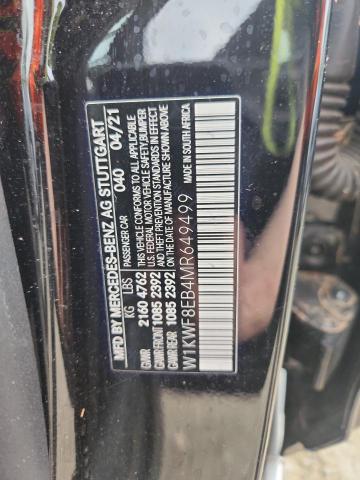 MFD BY MERCEDES-BENZ AG STUTTGART
PASSENGER CAR 040 04/21
KG LBS
GVWR 2160 4762
GAWR FRONT 1085 2392
GAWR REAR 1085 2392
THIS VEHICLE CONFORMS TO ALL APPLICABLE
U.S. FEDERAL MOTOR VEHICLE SAFETY, BUMPER
AND THEFT PREVENTION STANDARDS IN EFFECT
ON THE DATE OF MANUFACTURE SHOWN ABOVE.
W1KWF8EB4MR649499
MADE IN SOUTH AFRICA